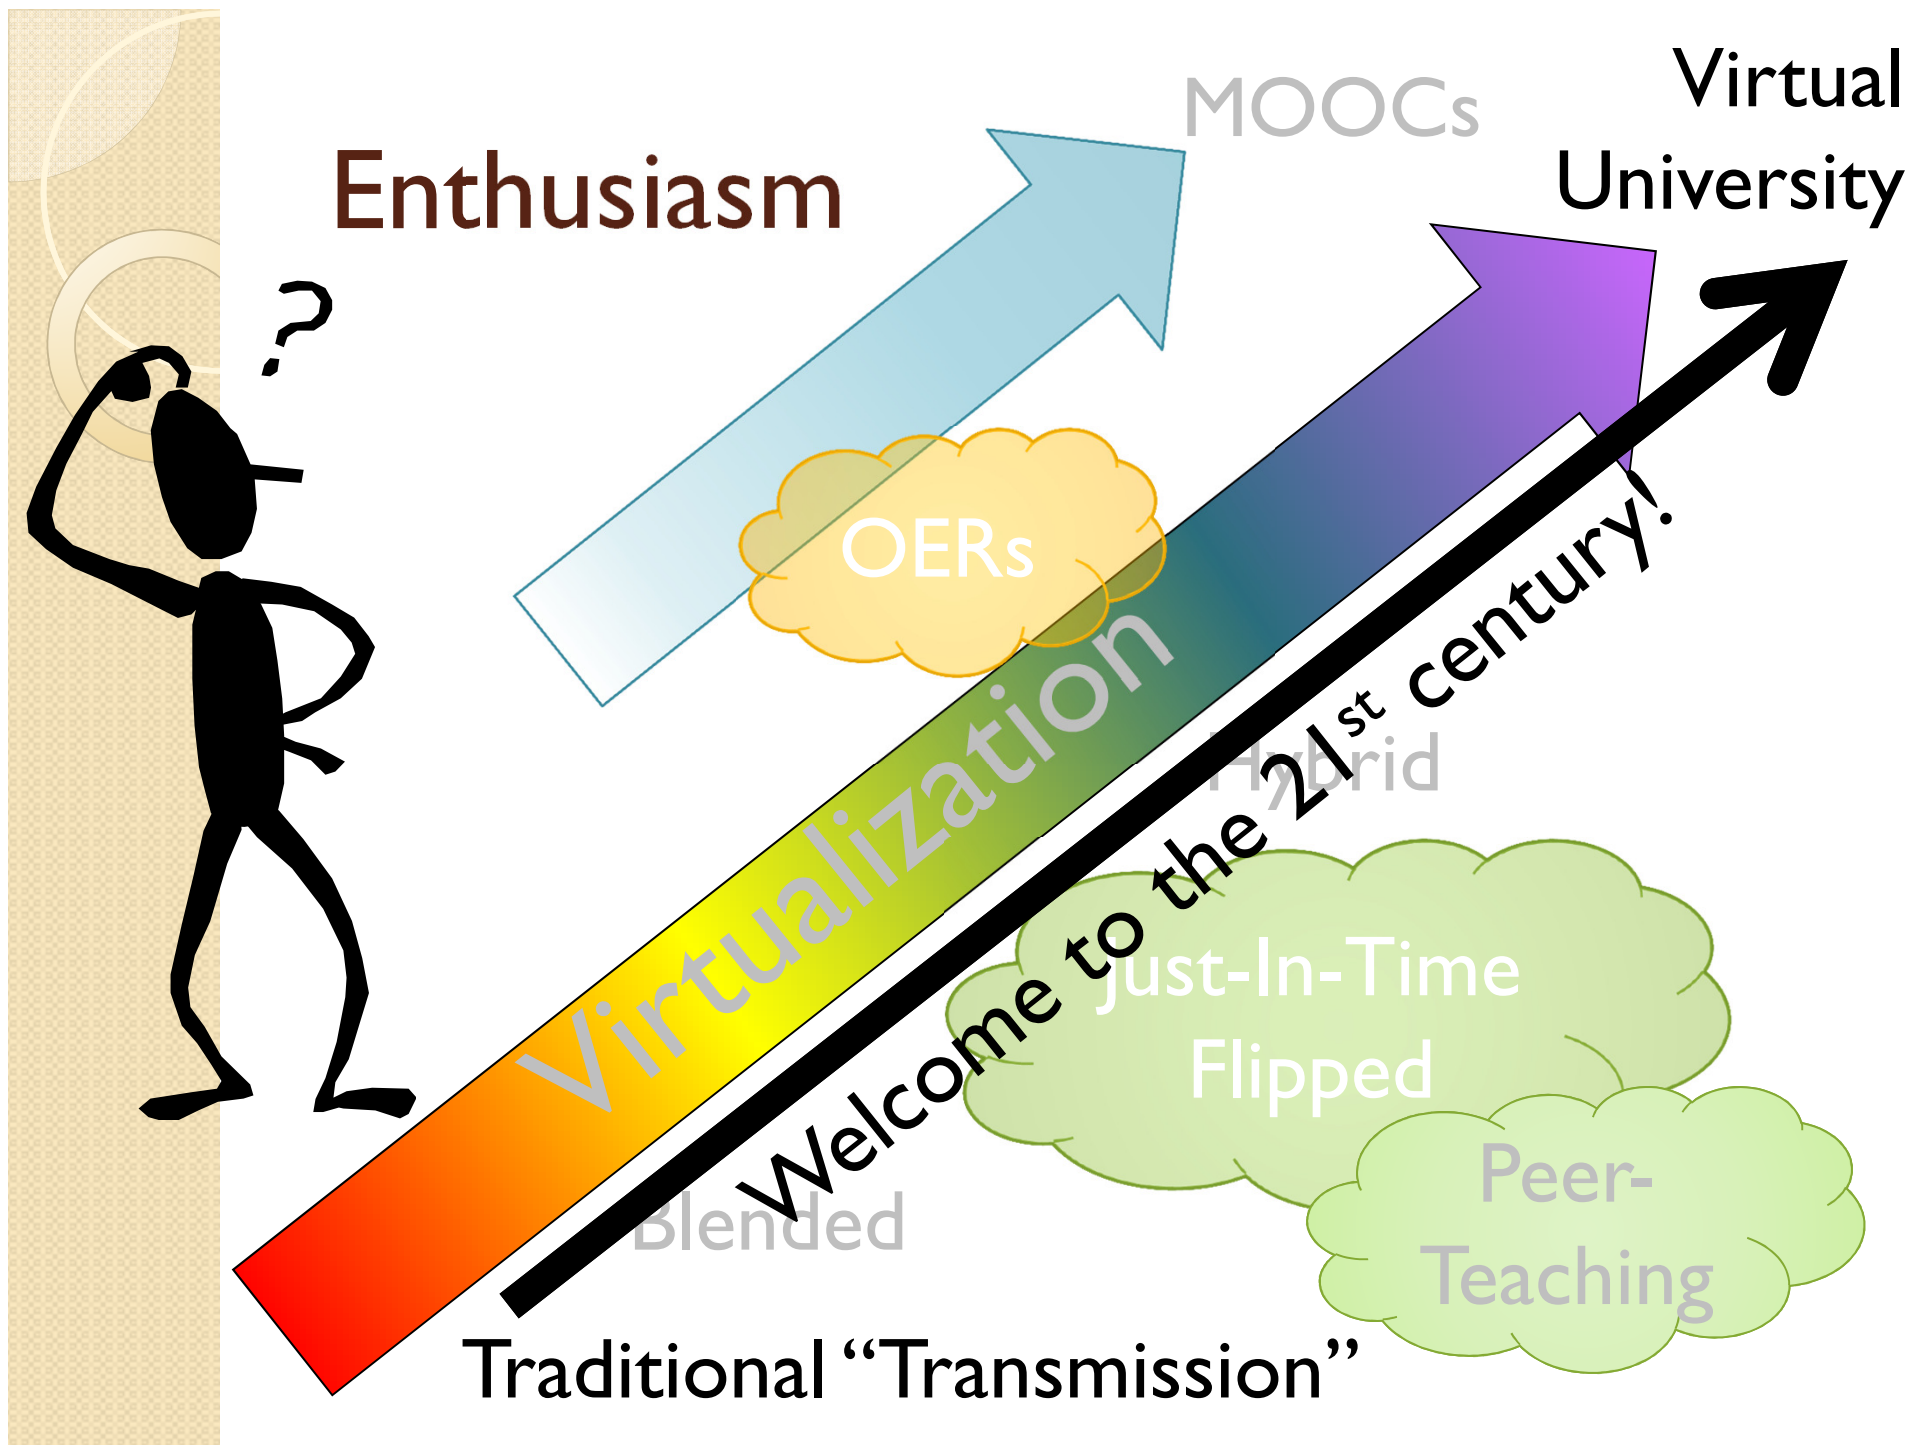 Virtual
University
MOOCs
Enthusiasm
?
OERs
Virtualization
Welcome to the 21st century!
Hybrid
Just-In-Time
Flipped
Peer-
Teaching
Blended
Traditional “Transmission”